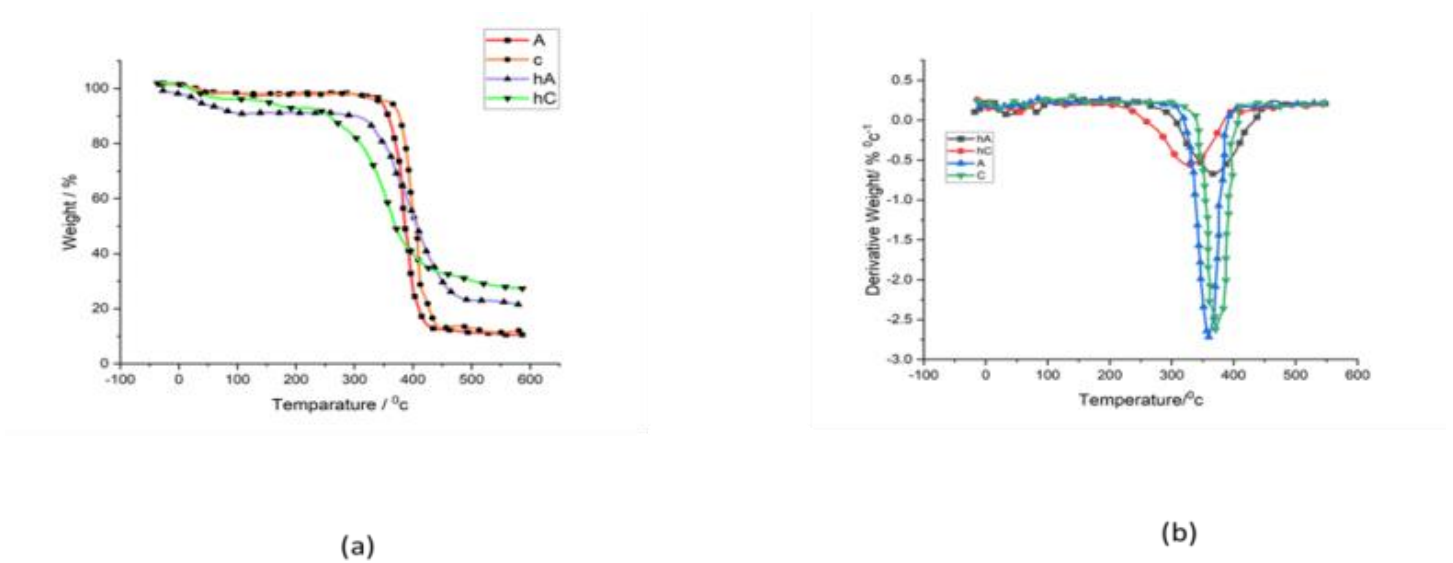 A
c
hA
hC
100
80
60
40
20
0
Weight / %
-100 0 100 200 300 400 500 600
Temparature / ⁰c
(a)
0.5
0.0
-0.5
-1.0
-1.5
-2.0
-2.5
-3.0
Derivative Weight/ % ⁰c⁻¹
hA
hC
A
C
-100 0 100 200 300 400 500 600
Temperature/⁰c
(b)